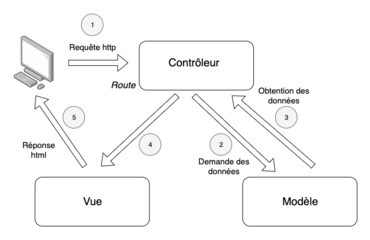 1
Requête http
Contrôleur
Route
Obtention des
données
5
3
4
2
Réponse
html
Demande des
données
Vue
Modèle